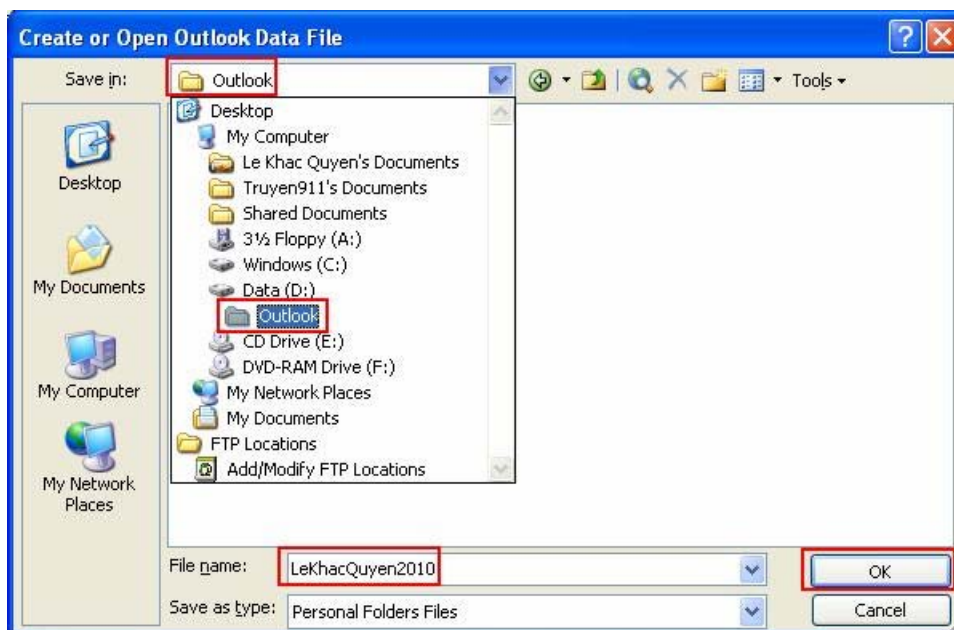 Create or Open Outlook Data File
Save in:
Outlook
Tools
Desktop
My Computer
Le Khac Quyen's Documents
Truyen911's Documents
Shared Documents
3½ Floppy (A:)
Windows (C:)
Data (D:)
Outlook
CD Drive (E:)
DVD-RAM Drive (F:)
My Network Places
My Documents
FTP Locations
Add/Modify FTP Locations
Desktop
My Documents
My Computer
My Network
Places
File name:
LeKhacQuyen2010
OK
Save as type:
Personal Folders Files
Cancel